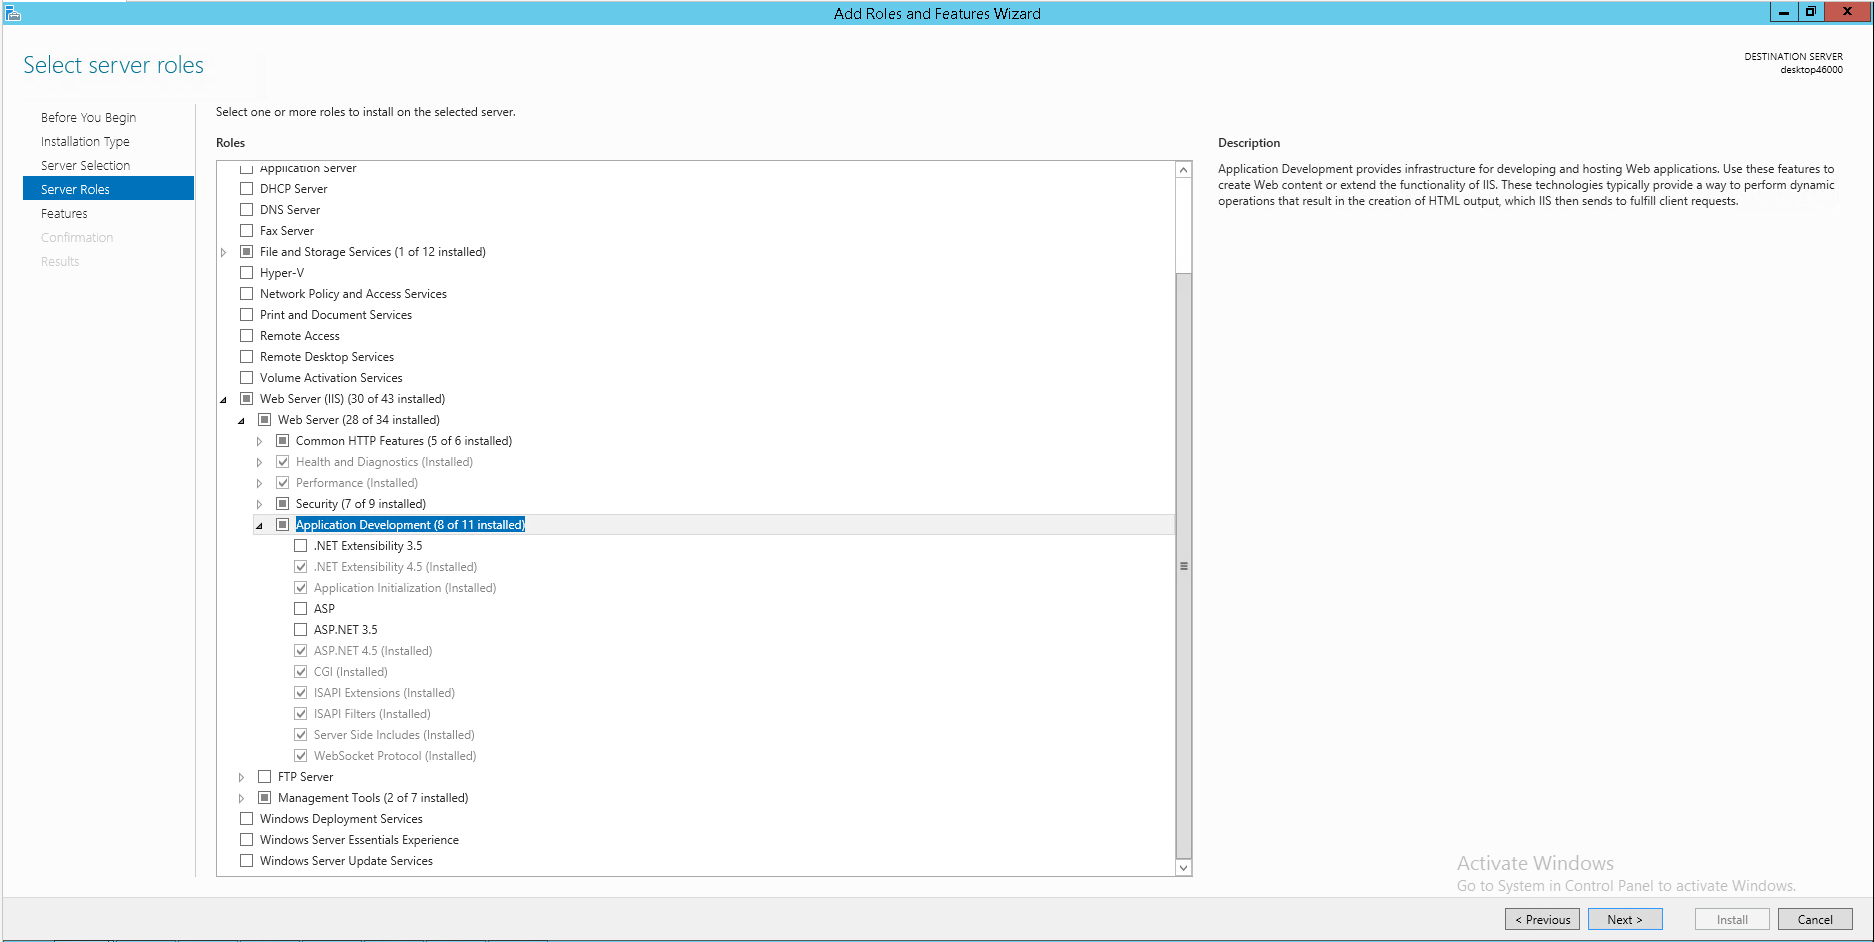 Add Roles and Features Wizard
Select server roles
DESTINATION SERVER
desktop46000
Before You Begin
Installation Type
Server Selection
Server Roles
Features
Confirmation
Results
Select one or more roles to install on the selected server.
Roles
Application Server
DHCP Server
DNS Server
Fax Server
File and Storage Services (1 of 12 installed)
Hyper-V
Network Policy and Access Services
Print and Document Services
Remote Access
Remote Desktop Services
Volume Activation Services
Web Server (IIS) (30 of 43 installed)
Web Server (28 of 34 installed)
Common HTTP Features (5 of 6 installed)
Health and Diagnostics (Installed)
Performance (Installed)
Security (7 of 9 installed)
Application Development (8 of 11 installed)
.NET Extensibility 3.5
.NET Extensibility 4.5 (Installed)
Application Initialization (Installed)
ASP
ASP.NET 3.5
ASP.NET 4.5 (Installed)
CGI (Installed)
ISAPI Extensions (Installed)
ISAPI Filters (Installed)
Server Side Includes (Installed)
WebSocket Protocol (Installed)
FTP Server
Management Tools (2 of 7 installed)
Windows Deployment Services
Windows Server Essentials Experience
Windows Server Update Services
Description
Application Development provides infrastructure for developing and hosting Web applications. Use these features to
create Web content or extend the functionality of IIS. These technologies typically provide a way to perform dynamic
operations that result in the creation of HTML output, which IIS then sends to fulfill client requests.
Activate Windows
Go to System in Control Panel to activate Windows.
< Previous
Next >
Install
Cancel